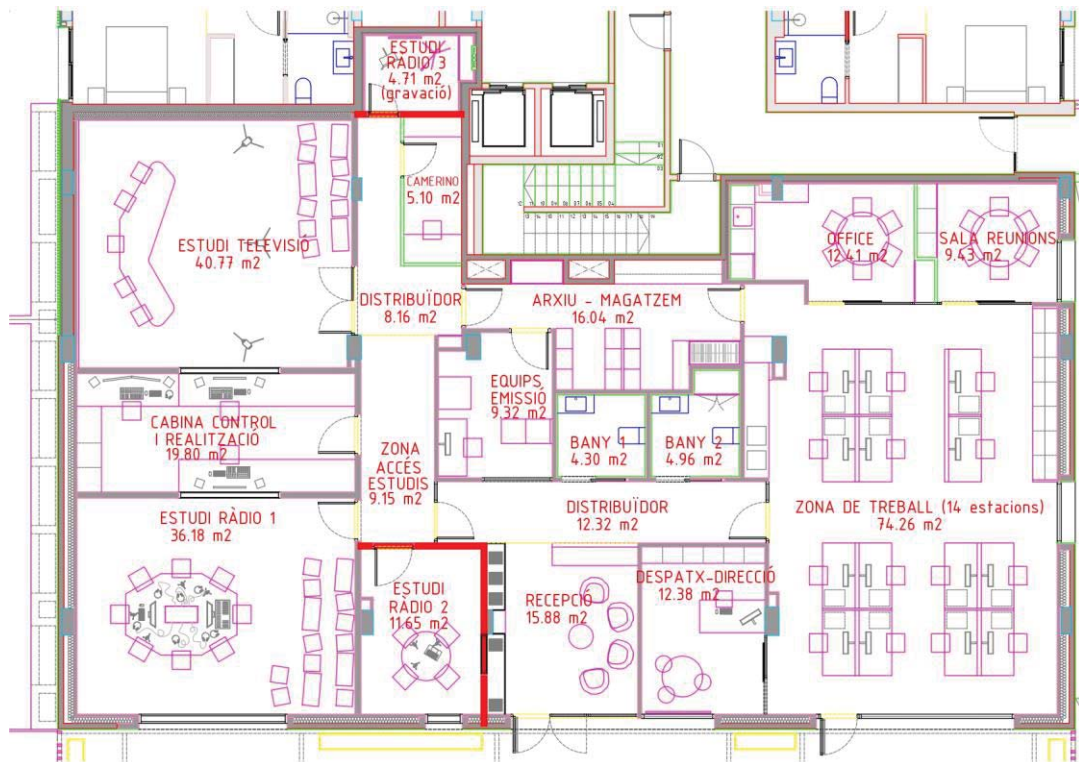 ESTUDI
RÀDIO 3
4.71 m2
(gravació)
CAMERINO
5.10 m2
ESTUDI TELEVISIÓ
40.77 m2
OFFICE
12.41 m2
SALA REUNIONS
9.43 m2
DISTRIBUÏDOR
8.16 m2
ARXIU - MAGATZEM
16.04 m2
EQUIPS
EMISSIÓ
9.32 m2
CABINA CONTROL
I REALITZACIÓ
19.80 m2
BANY 1
4.30 m2
BANY 2
4.96 m2
ZONA
ACCÉS
ESTUDIS
9.15 m2
ESTUDI RÀDIO 1
36.18 m2
DISTRIBUÏDOR
12.32 m2
ZONA DE TREBALL (14 estacions)
74.26 m2
ESTUDI
RÀDIO 2
11.65 m2
RECEPCIÓ
15.88 m2
DESPATX-DIRECCIÓ
12.38 m2